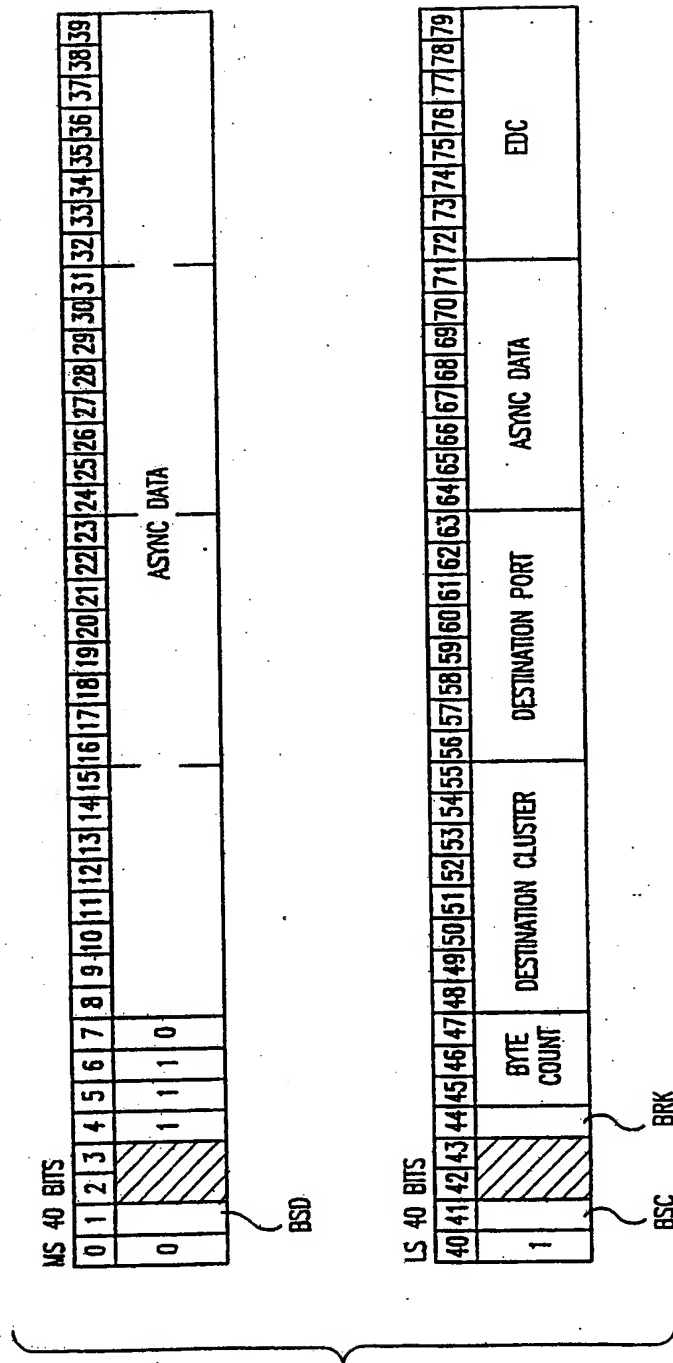 MS 40 BITS
0 1 2 3 4 5 6 7 8 9 10 11 12 13 14 15 16 17 18 19 20 21 22 23 24 25 26 27 28 29 30 31 32 33 34 35 36 37 38 39
0 1 1 1 0 ASYNC DATA
BSD
LS 40 BITS
40 41 42 43 44 45 46 47 48 49 50 51 52 53 54 55 56 57 58 59 60 61 62 63 64 65 66 67 68 69 70 71 72 73 74 75 76 77 78 79
1 BYTE COUNT DESTINATION CLUSTER DESTINATION PORT ASYNC DATA EDC
BSC BRK